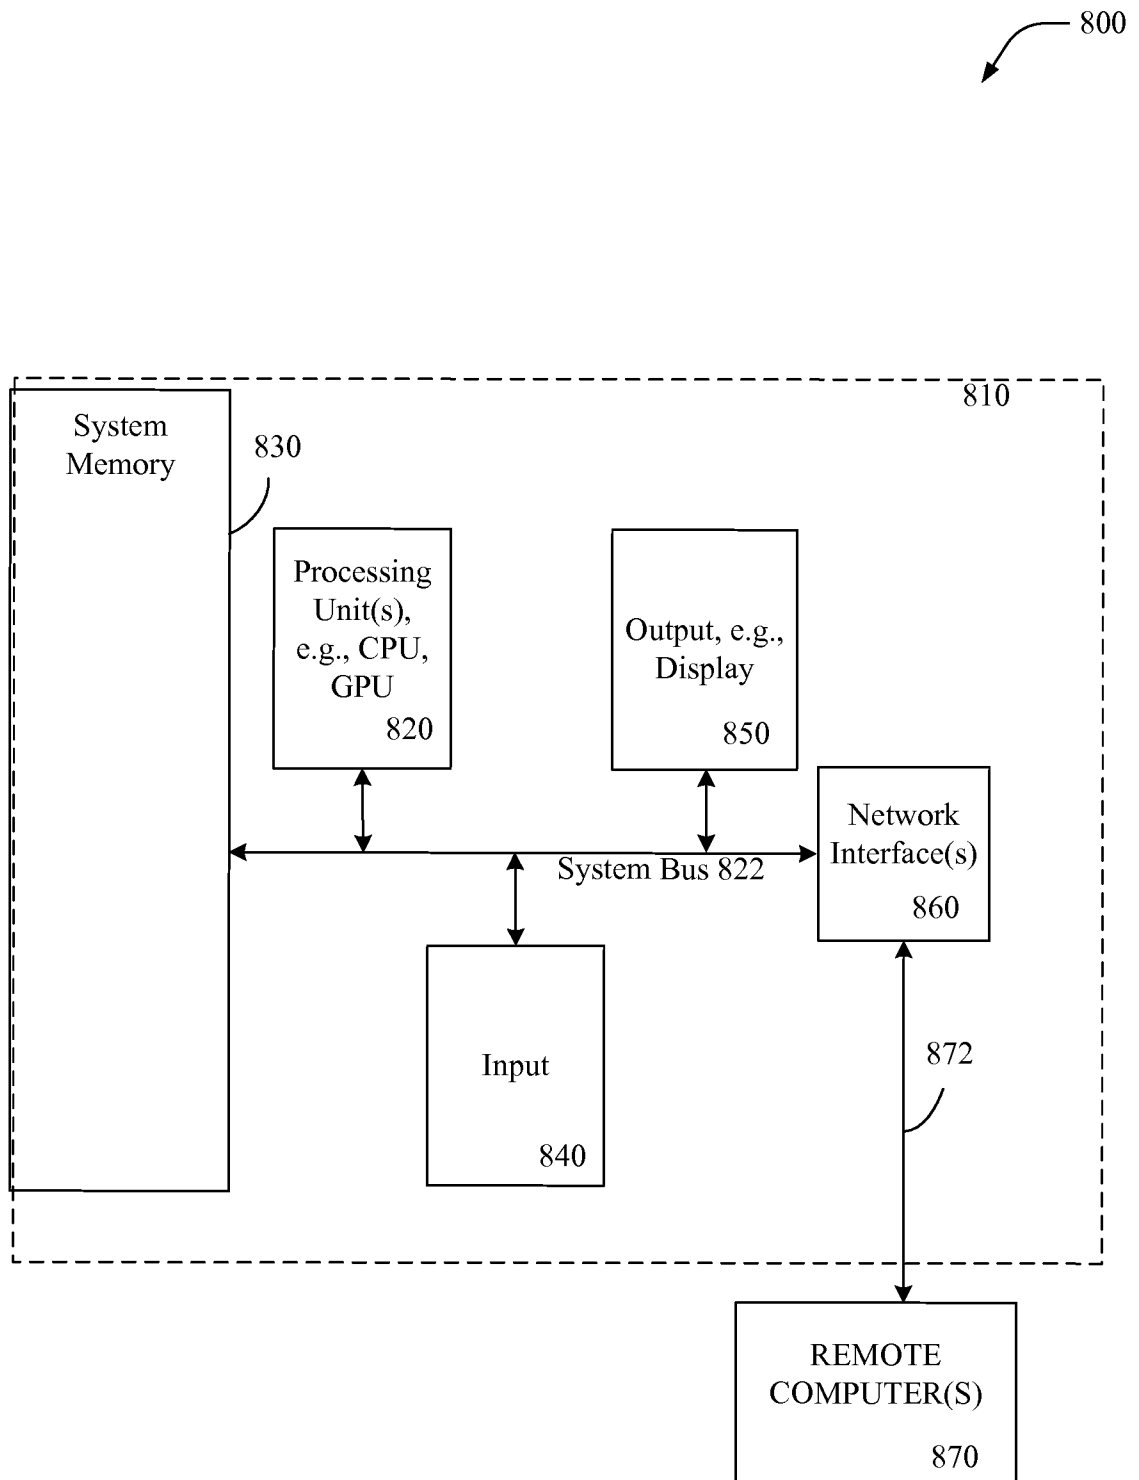 800
810
System
Memory
830
Processing
Unit(s),
e.g., CPU,
GPU
820
Output, e.g.,
Display
850
Network
Interface(s)
860
System Bus 822
Input
840
872
REMOTE
COMPUTER(S)
870